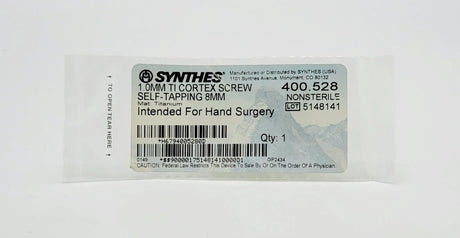 ↑ TO OPEN TEAR HERE ↑
SYNTHES®
Manufactured or Distributed by SYNTHES (USA)
1101 Synthes Avenue, Monument, CO 80132
1.0MM TI CORTEX SCREW
SELF-TAPPING 8MM
Mat: Titanium
Intended For Hand Surgery
400.528
NONSTERILE
LOT 5148141
Qty: 1
0149
GP2434
CAUTION: Federal Law Restricts This Device To Sale By Or On The Order Of A Physician.